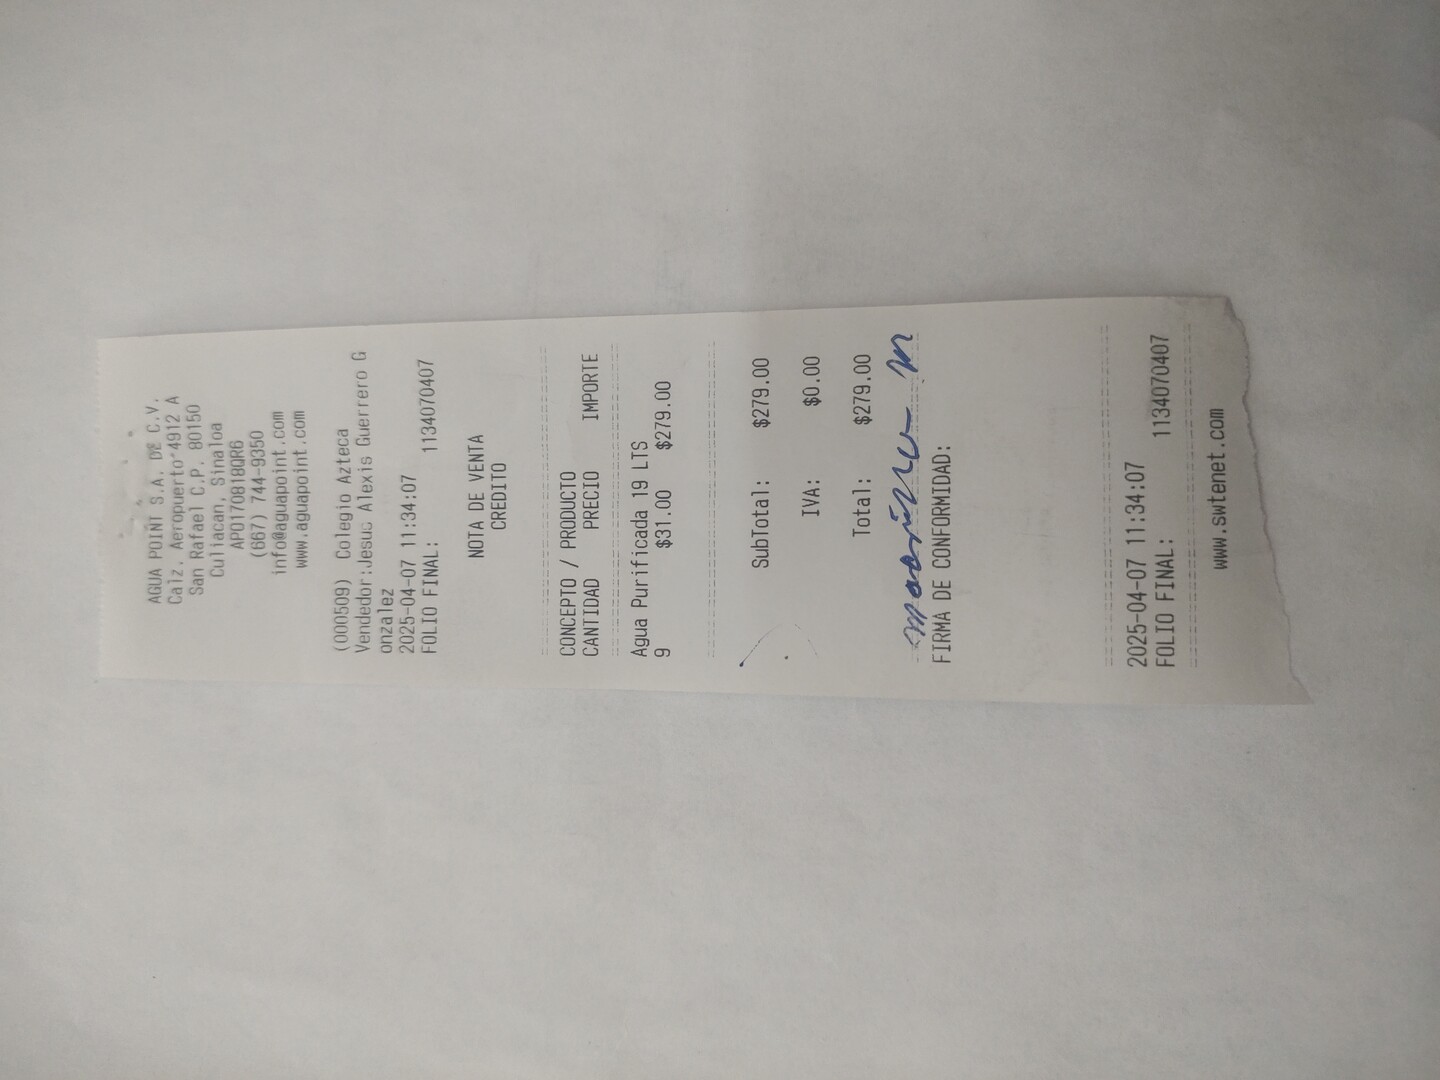 AGUA POINT S.A. DE C.V.
Calz. Aeropuerto 4912 A
San Rafael C.P. 80150
Culiacan, Sinaloa
APO170818QR6
(667) 744-9350
info@aguapoint.com
www.aguapoint.com
(000509) Colegio Azteca
Vendedor:Jesus Alexis Guerrero G
onzalez
2025-04-07 11:34:07
FOLIO FINAL: 1134070407
NOTA DE VENTA
CREDITO
CONCEPTO / PRODUCTO
CANTIDAD PRECIO IMPORTE
Agua Purificada 19 LTS
9 $31.00 $279.00
SubTotal: $279.00
IVA: $0.00
Total: $279.00
FIRMA DE CONFORMIDAD:
2025-04-07 11:34:07
FOLIO FINAL: 1134070407
www.swtenet.com